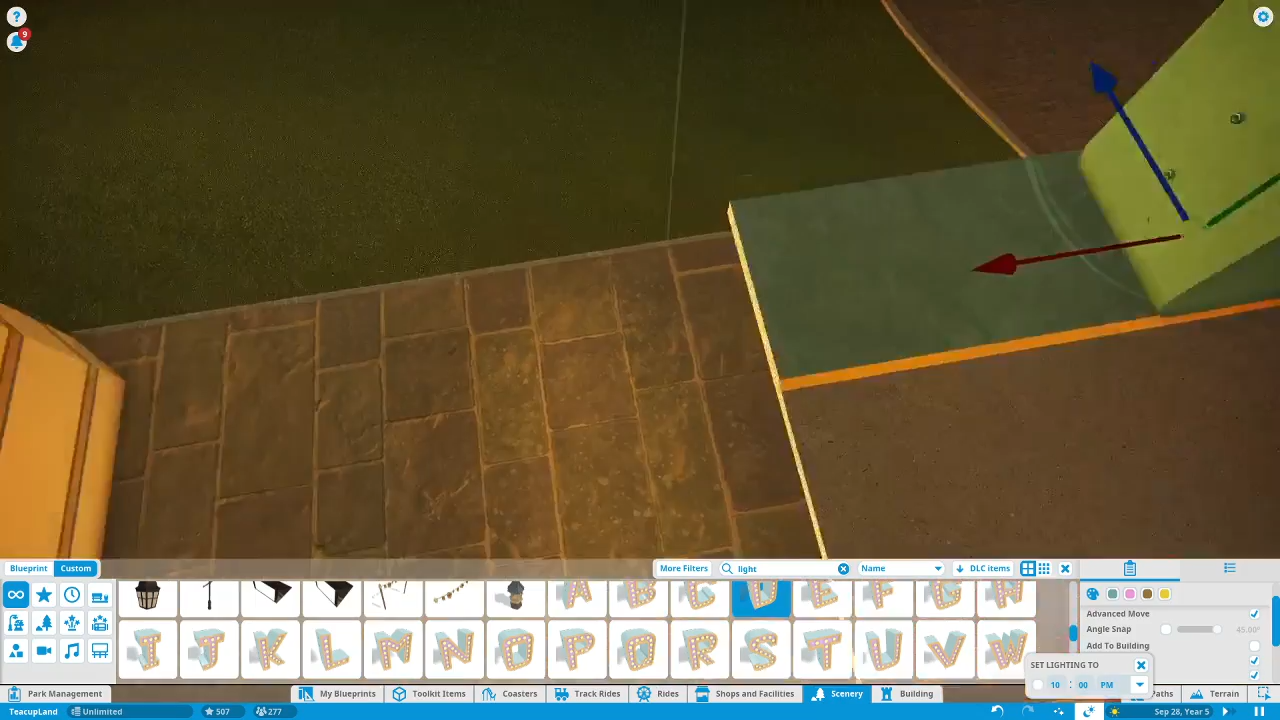 ?
9
Blueprint
Custom
More Filters
light
Name
DLC items
A B C D E F G H
I J K L M N O P Q R S T U V W
Advanced Move
Angle Snap
45.00°
Add To Building
SET LIGHTING TO
10 : 00 PM
Park Management
My Blueprints
Toolkit Items
Coasters
Track Rides
Rides
Shops and Facilities
Scenery
Building
Paths
Terrain
TeacupLand
Unlimited
507
277
Sep 28, Year 5